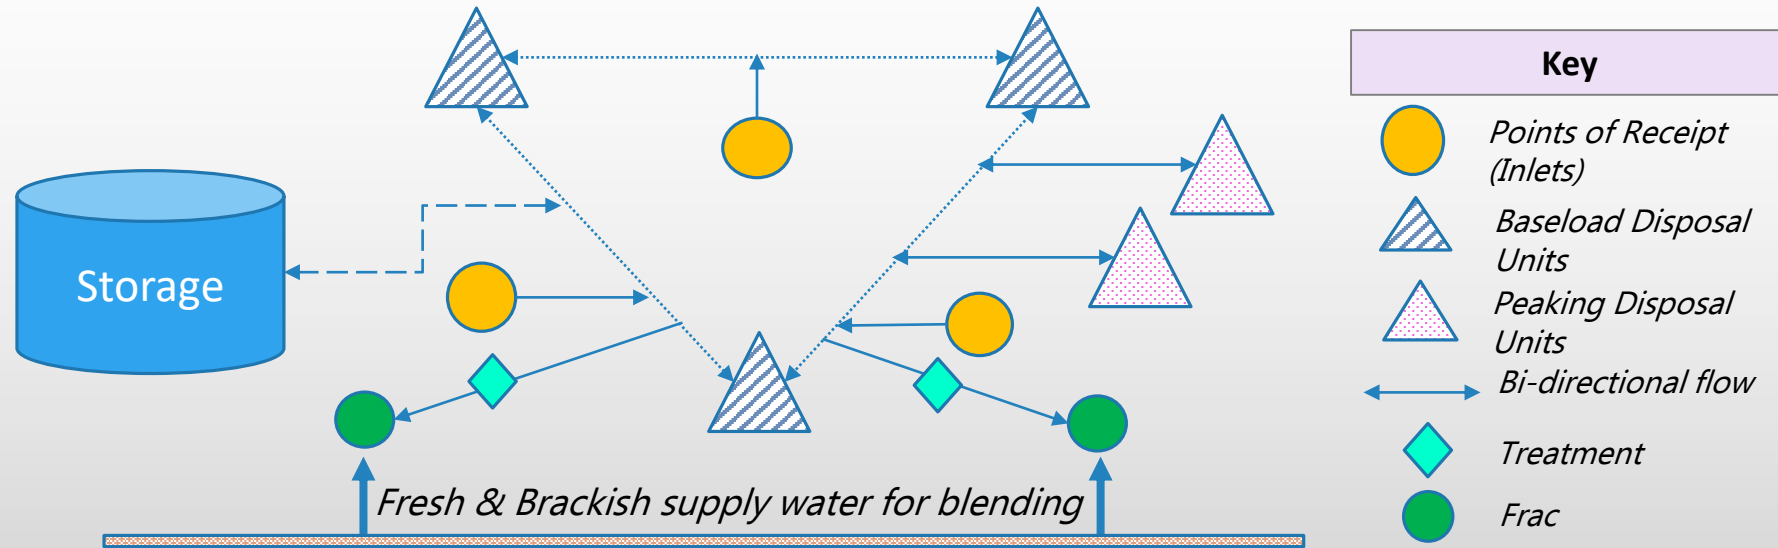 Storage
Fresh & Brackish supply water for blending
Key
Points of Receipt
(Inlets)
Baseload Disposal
Units
Peaking Disposal
Units
Bi-directional flow
Treatment
Frac